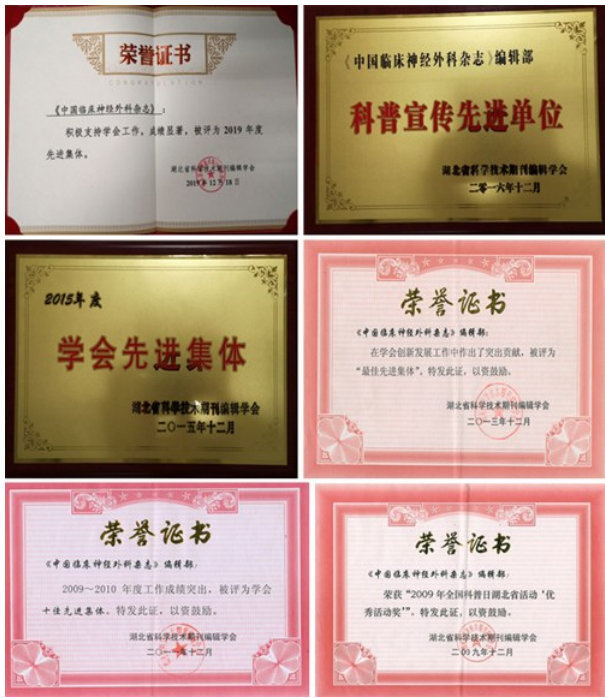 荣誉证书
CONGRATULATION
《中国临床神经外科杂志》：
积极支持学会工作，成绩显著，被评为 2019 年度
先进集体。
湖北省科学技术期刊编辑学会
2019 年 12 月 18 日
《中国临床神经外科杂志》编辑部
科普宣传先进单位
湖北省科学技术期刊编辑学会
二零一六年十二月
2015年度
学会先进集体
湖北省科学技术期刊编辑学会
二〇一五年十二月
荣誉证书
《中国临床神经外科杂志》编辑部：
在学会创新发展工作中作出了突出贡献，被评为
“最佳先进集体”。特发此证，以资鼓励。
湖北省科学技术期刊编辑学会
二〇一三年十二月
荣誉证书
《中国临床神经外科杂志》编辑部：
2009～2010 年度工作成绩突出，被评为学会
十佳先进集体。特发此证，以资鼓励。
湖北省科学技术期刊编辑学会
二〇一一年十二月
荣誉证书
《中国临床神经外科杂志》编辑部：
荣获“2009年全国科普日湖北省活动‘优
秀活动奖’”。特发此证，以资鼓励。
湖北省科学技术期刊编辑学会
二〇〇九年十二月